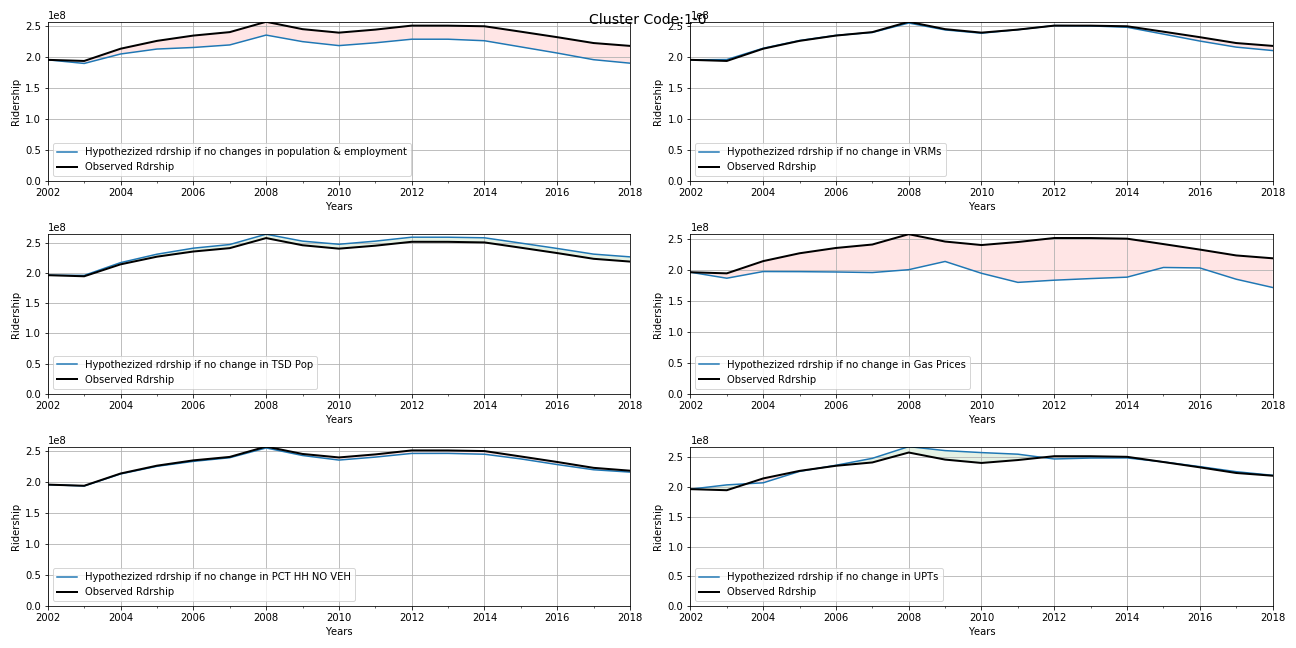 Cluster Code:1-0
1e8
2.5
2.0
1.5
1.0
0.5
0.0
Ridership
Hypothezized rdrship if no changes in population & employment
Observed Rdrship
2002 2004 2006 2008 2010 2012 2014 2016 2018
Years
1e8
2.5
2.0
1.5
1.0
0.5
0.0
Ridership
Hypothezized rdrship if no change in VRMs
Observed Rdrship
2002 2004 2006 2008 2010 2012 2014 2016 2018
Years
1e8
2.5
2.0
1.5
1.0
0.5
0.0
Ridership
Hypothezized rdrship if no change in TSD Pop
Observed Rdrship
2002 2004 2006 2008 2010 2012 2014 2016 2018
Years
1e8
2.5
2.0
1.5
1.0
0.5
0.0
Ridership
Hypothezized rdrship if no change in Gas Prices
Observed Rdrship
2002 2004 2006 2008 2010 2012 2014 2016 2018
Years
1e8
2.5
2.0
1.5
1.0
0.5
0.0
Ridership
Hypothezized rdrship if no change in PCT HH NO VEH
Observed Rdrship
2002 2004 2006 2008 2010 2012 2014 2016 2018
Years
1e8
2.5
2.0
1.5
1.0
0.5
0.0
Ridership
Hypothezized rdrship if no change in UPTs
Observed Rdrship
2002 2004 2006 2008 2010 2012 2014 2016 2018
Years